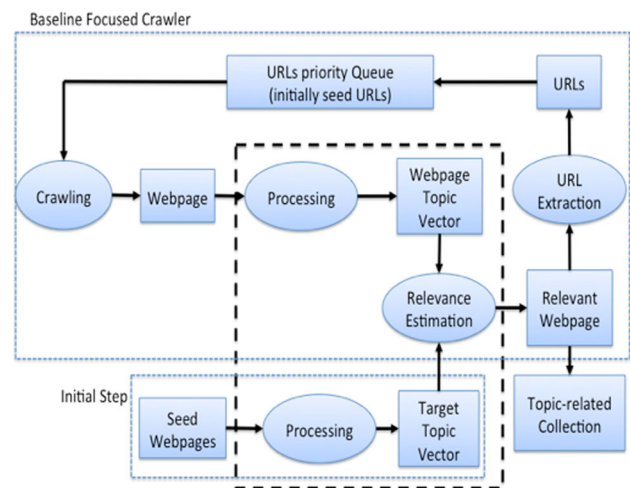 Baseline Focused Crawler
URLs priority Queue
(initially seed URLs)
URLs
Crawling
Webpage
Processing
Webpage
Topic
Vector
URL
Extraction
Relevance
Estimation
Relevant
Webpage
Initial Step
Seed
Webpages
Processing
Target
Topic
Vector
Topic-related
Collection